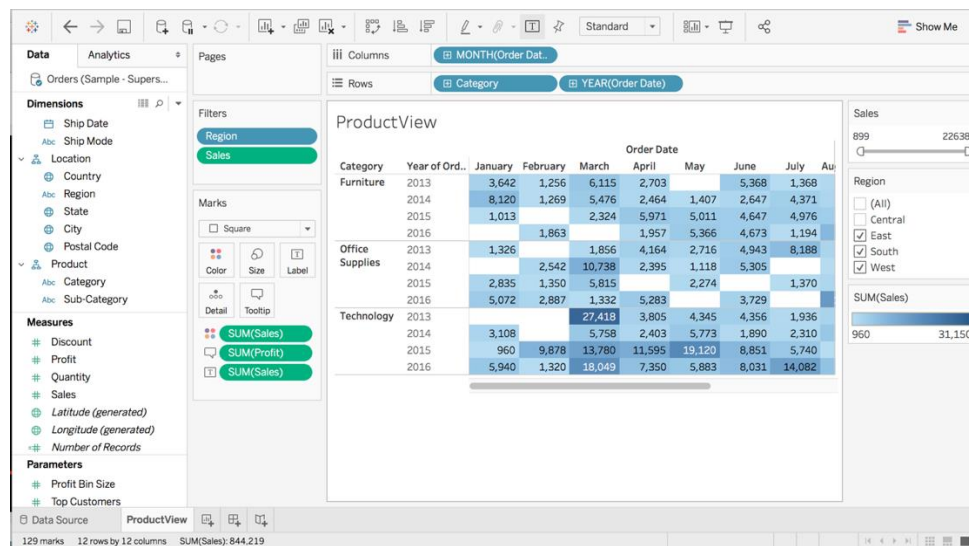 Standard
Show Me
Data Analytics
Orders (Sample - Supers...
Dimensions
Ship Date
Abc Ship Mode
Location
Country
Abc Region
State
City
Postal Code
Product
Abc Category
Abc Sub-Category
Measures
# Discount
# Profit
# Quantity
# Sales
Latitude (generated)
Longitude (generated)
=# Number of Records
Parameters
# Profit Bin Size
# Top Customers
Pages
Filters
Region
Sales
Marks
Square
Color Size Label
Detail Tooltip
SUM(Sales)
SUM(Profit)
SUM(Sales)
Columns MONTH(Order Dat..
Rows Category YEAR(Order Date)
ProductView
Order Date
Category Year of Ord.. January February March April May June July Au
Furniture 2013 3,642 1,256 6,115 2,703 5,368 1,368
2014 8,120 1,269 5,476 2,464 1,407 2,647 4,371
2015 1,013 2,324 5,971 5,011 4,647 4,976
2016 1,863 1,957 5,366 4,673 1,194
Office 2013 1,326 1,856 4,164 2,716 4,943 8,188
Supplies 2014 2,542 10,738 2,395 1,118 5,305
2015 2,835 1,350 5,815 2,274 1,370
2016 5,072 2,887 1,332 5,283 3,729
Technology 2013 27,418 3,805 4,345 4,356 1,936
2014 3,108 5,758 2,403 5,773 1,890 2,310
2015 960 9,878 13,780 11,595 19,120 8,851 5,740
2016 5,940 1,320 18,049 7,350 5,883 8,031 14,082
Sales
899 22638
Region
(All)
Central
East
South
West
SUM(Sales)
960 31,150
Data Source ProductView
129 marks 12 rows by 12 columns SUM(Sales): 844,219